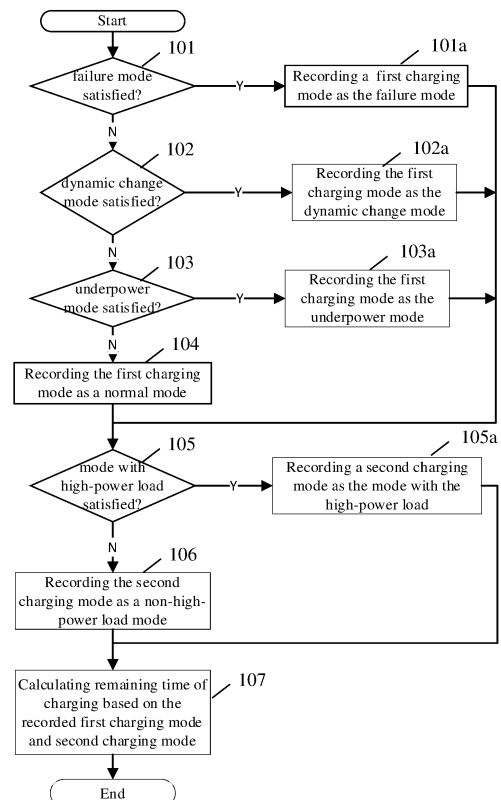 Start
101
failure mode
satisfied?
Y
101a
Recording a first charging
mode as the failure mode
N
102
dynamic change
mode satisfied?
Y
102a
Recording the first
charging mode as the
dynamic change mode
N
103
underpower
mode satisfied?
Y
103a
Recording the first
charging mode as the
underpower mode
N
104
Recording the first charging
mode as a normal mode
105
mode with
high-power load
satisfied?
Y
105a
Recording a second charging
mode as the mode with the
high-power load
N
106
Recording the second
charging mode as a non-high-
power load mode
107
Calculating remaining time of
charging based on the
recorded first charging mode
and second charging mode
End